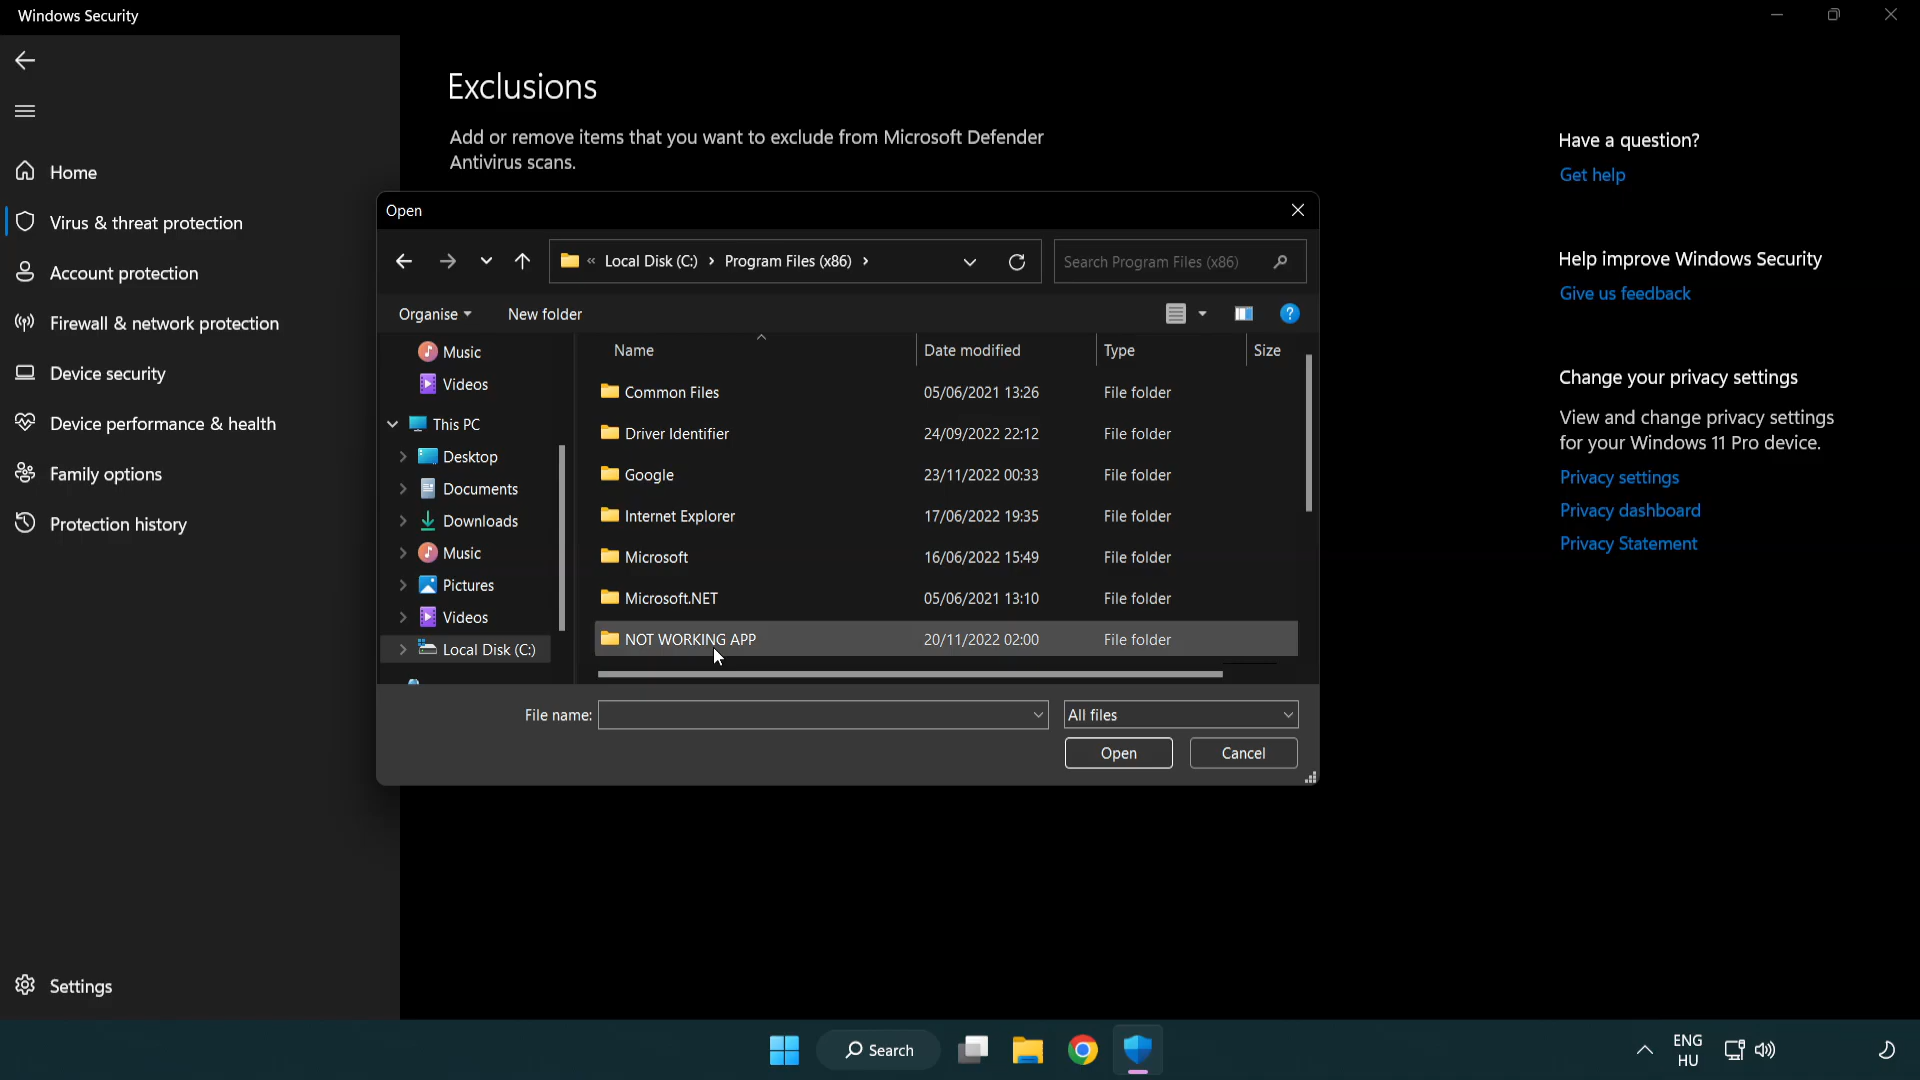 Windows Security
Home
Virus & threat protection
Account protection
Firewall & network protection
Device security
Device performance & health
Family options
Protection history
Settings
Exclusions
Add or remove items that you want to exclude from Microsoft Defender
Antivirus scans.
Open
« Local Disk (C:) › Program Files (x86) ›
Search Program Files (x86)
Organise
New folder
Music
Videos
This PC
Desktop
Documents
Downloads
Music
Pictures
Videos
Local Disk (C:)
Name Date modified Type Size
Common Files 05/06/2021 13:26 File folder
Driver Identifier 24/09/2022 22:12 File folder
Google 23/11/2022 00:33 File folder
Internet Explorer 17/06/2022 19:35 File folder
Microsoft 16/06/2022 15:49 File folder
Microsoft.NET 05/06/2021 13:10 File folder
NOT WORKING APP 20/11/2022 02:00 File folder
File name:
All files
Open
Cancel
Have a question?
Get help
Help improve Windows Security
Give us feedback
Change your privacy settings
View and change privacy settings
for your Windows 11 Pro device.
Privacy settings
Privacy dashboard
Privacy Statement
Search
ENG
HU